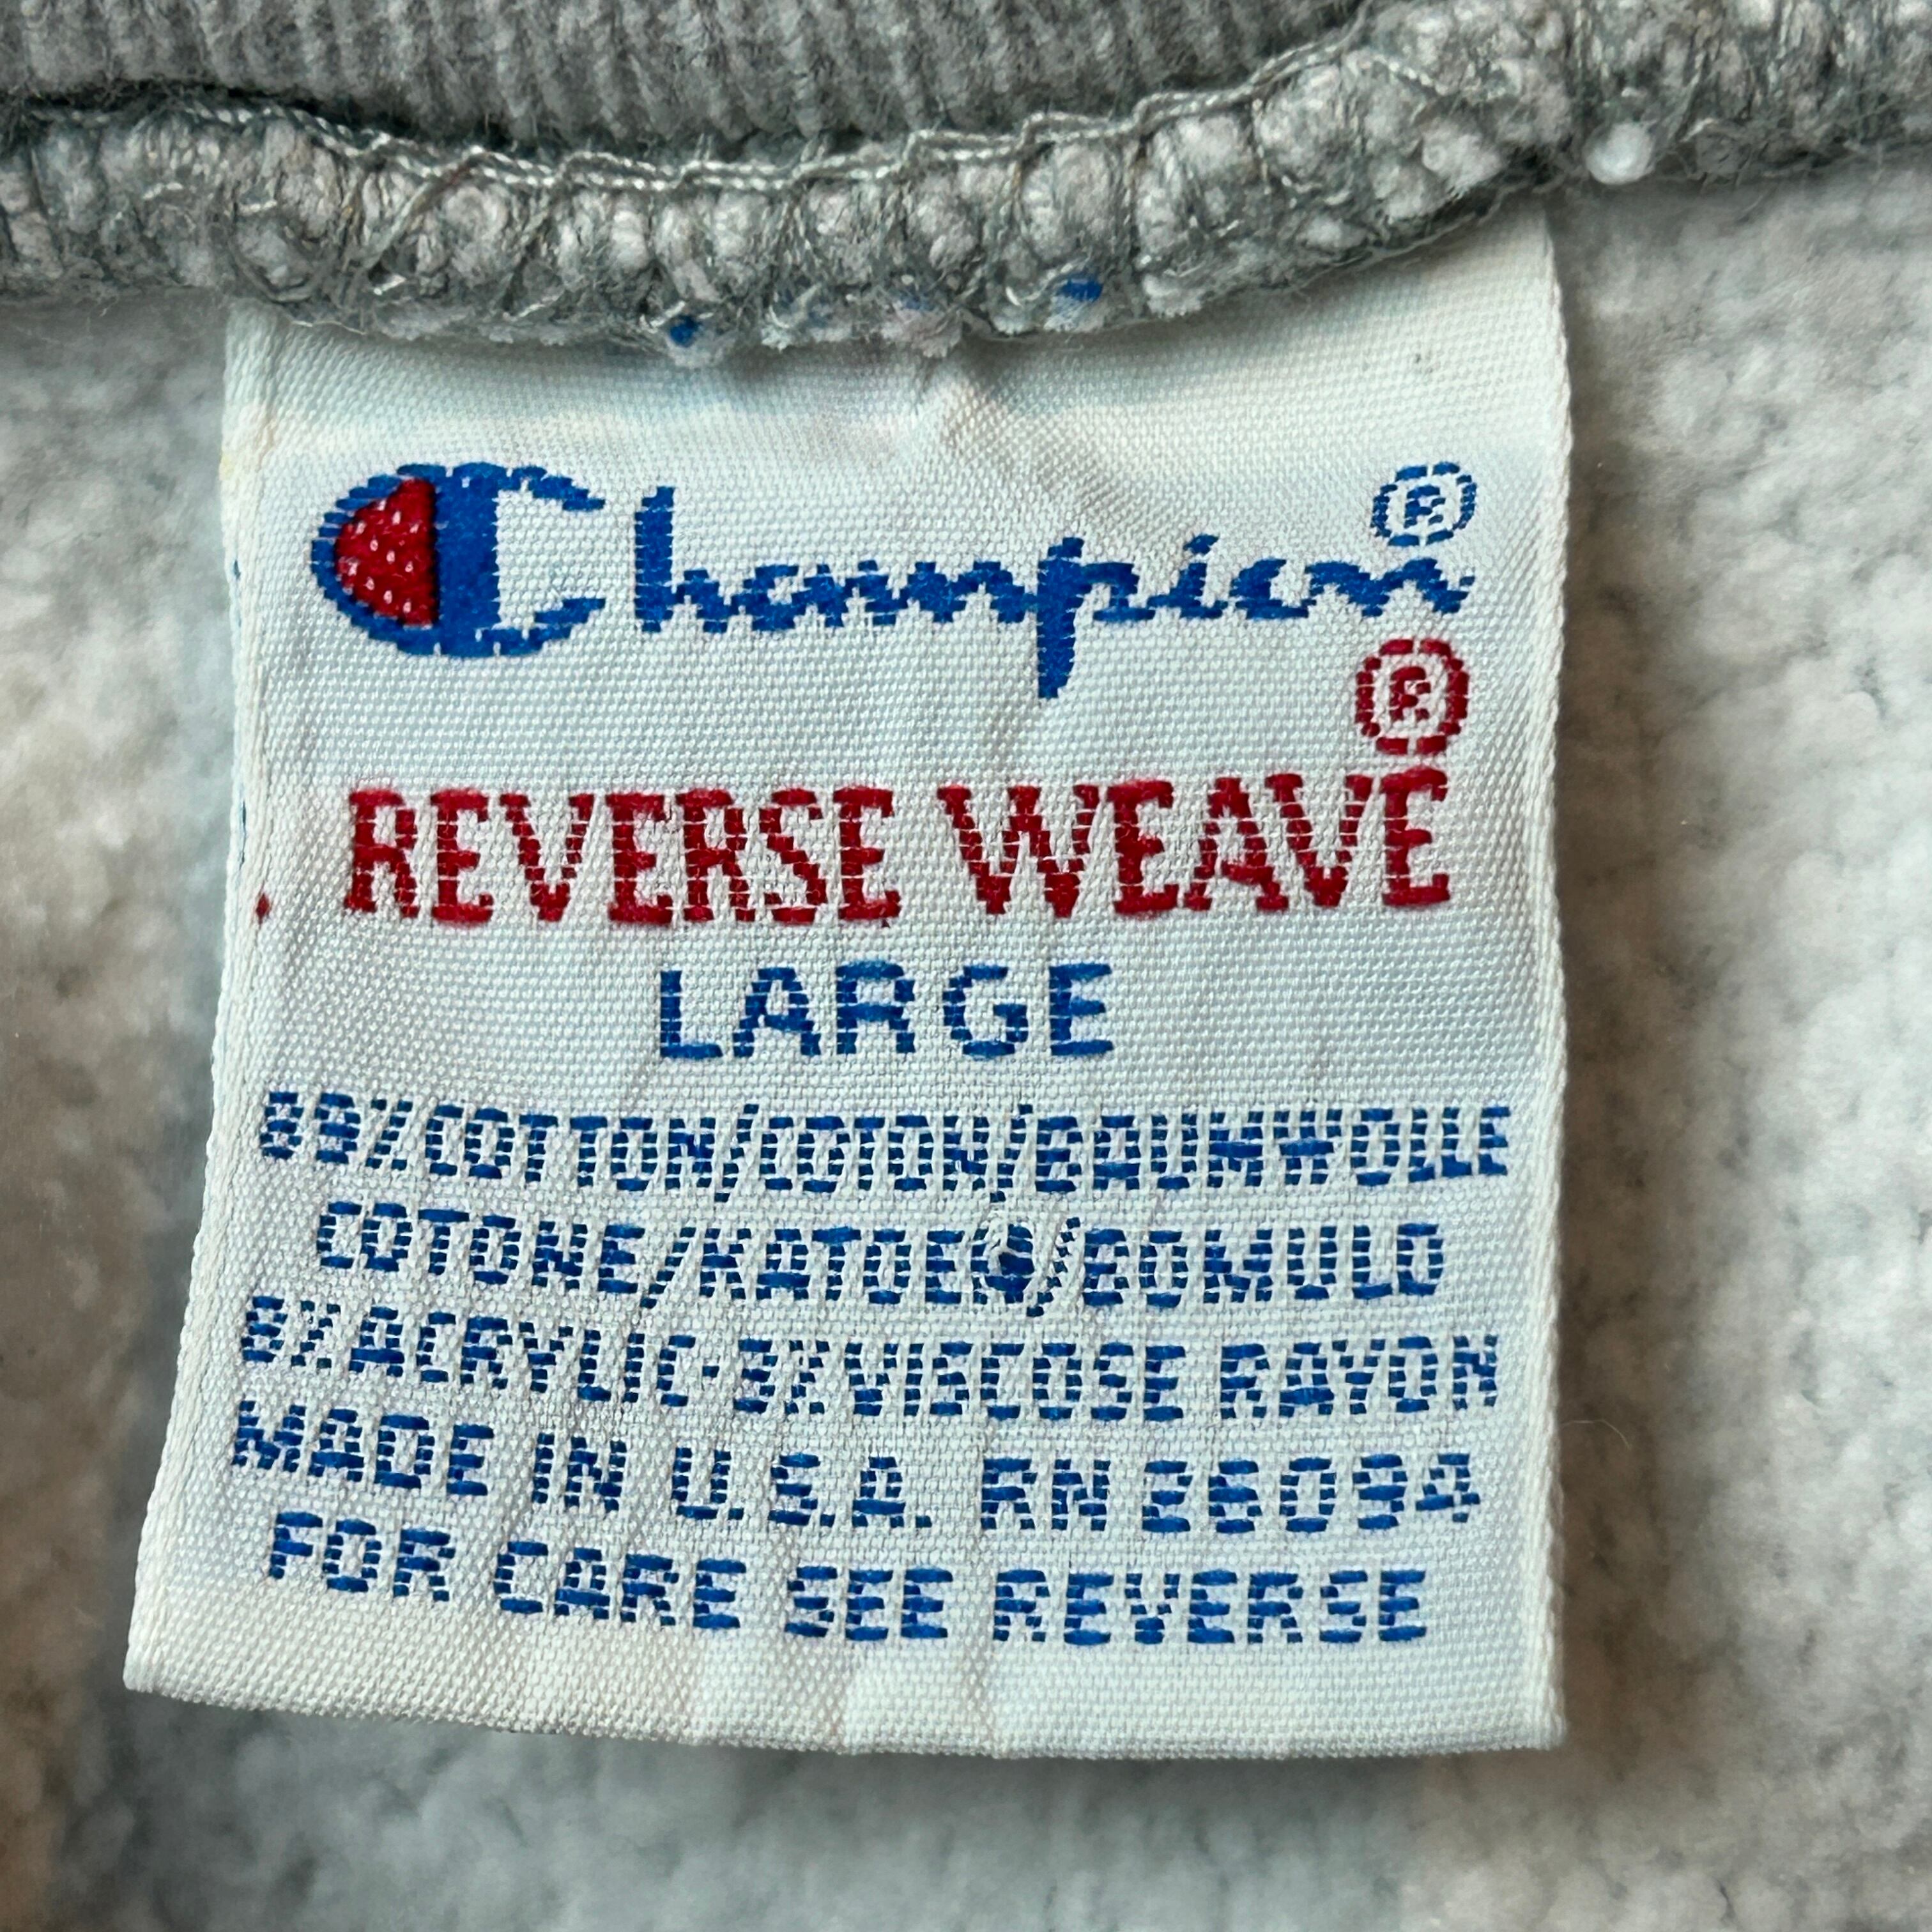 Champion®
®
REVERSE WEAVE
LARGE
89%COTTON/COTON/BAUMWOLLE
COTONE/KATOEN/BOMULD
8%ACRYLIC-3%VISCOSE RAYON
MADE IN U.S.A. RN 26094
FOR CARE SEE REVERSE